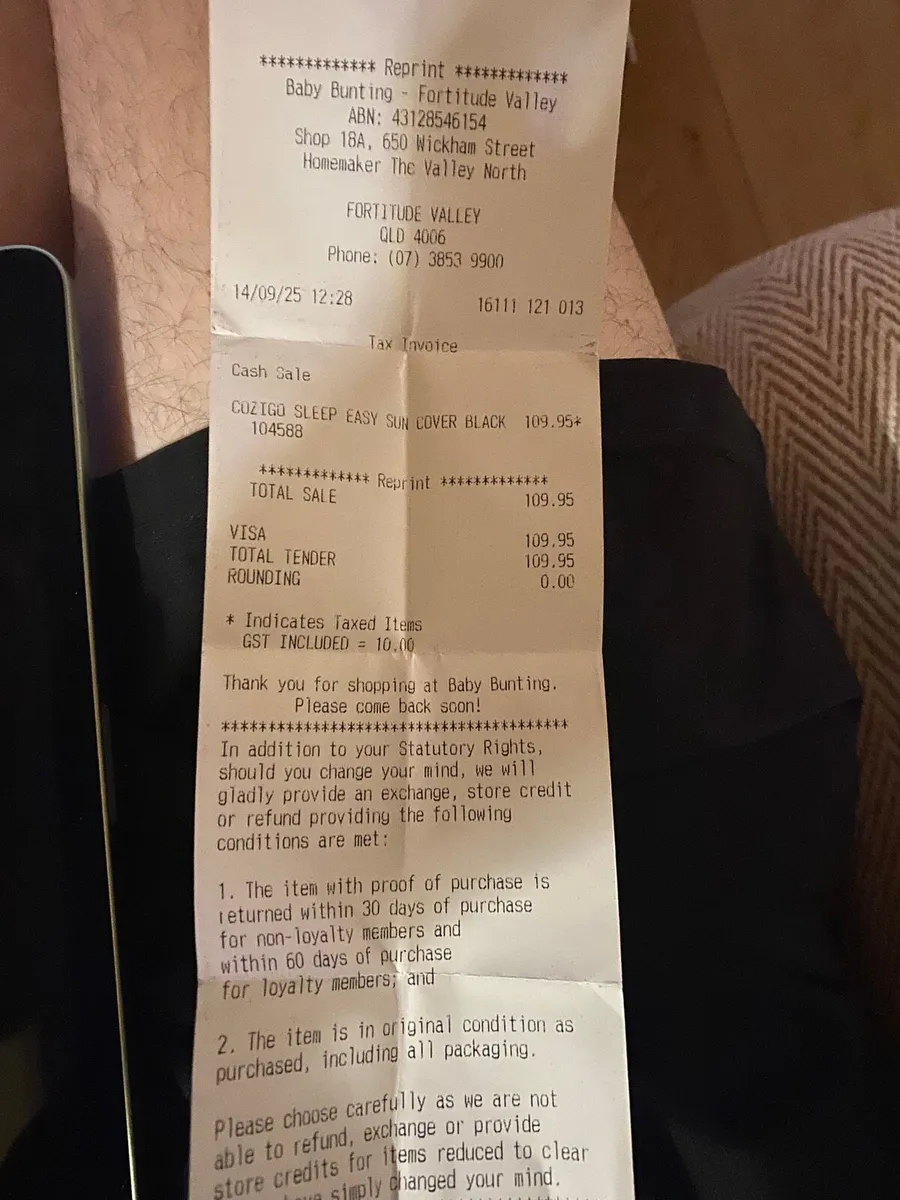 ************* Reprint *************
Baby Bunting - Fortitude Valley
ABN: 43128546154
Shop 18A, 650 Wickham Street
Homemaker The Valley North
FORTITUDE VALLEY
QLD 4006
Phone: (07) 3853 9900
14/09/25 12:28 16111 121 013
Tax Invoice
Cash Sale
COZIGO SLEEP EASY SUN COVER BLACK 109.95*
104588
************* Reprint *************
TOTAL SALE 109.95
VISA 109.95
TOTAL TENDER 109.95
ROUNDING 0.00
* Indicates Taxed Items
GST INCLUDED = 10.00
Thank you for shopping at Baby Bunting.
Please come back soon!
****************************************
In addition to your Statutory Rights,
should you change your mind, we will
gladly provide an exchange, store credit
or refund providing the following
conditions are met:
1. The item with proof of purchase is
returned within 30 days of purchase
for non-loyalty members and
within 60 days of purchase
for loyalty members; and
2. The item is in original condition as
purchased, including all packaging.
Please choose carefully as we are not
able to refund, exchange or provide
store credits for items reduced to clear
simply changed your mind.